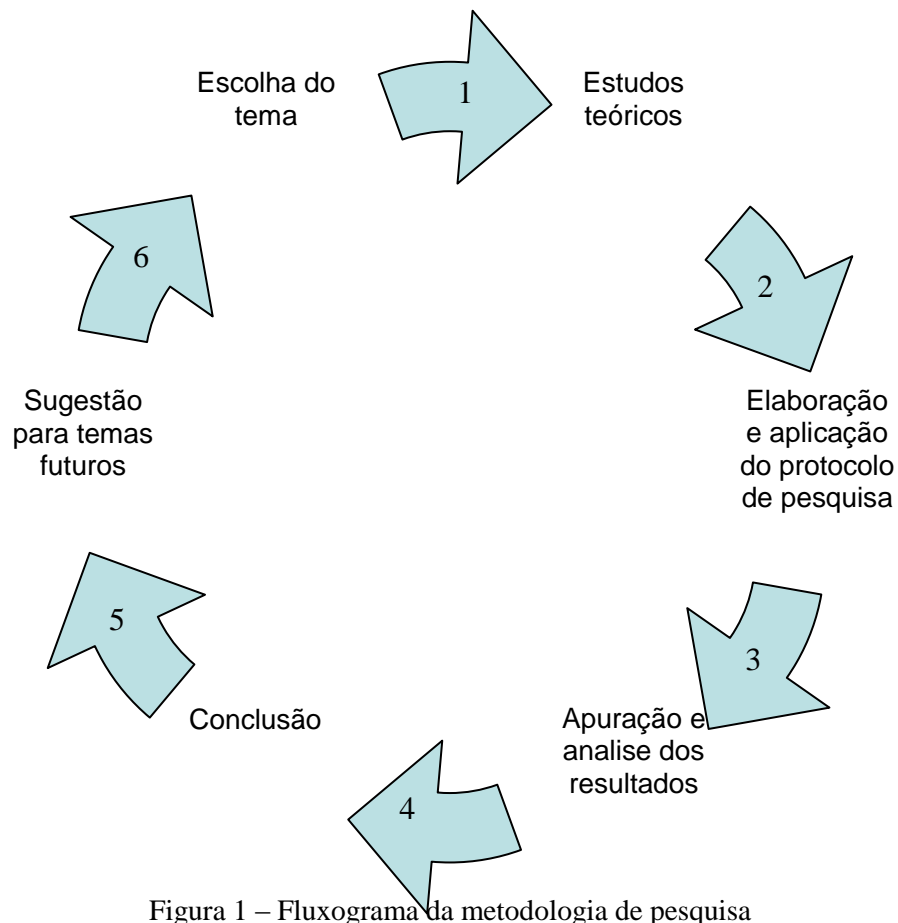 Escolha do
tema
1
Estudos
teóricos
2
Elaboração
e aplicação
do protocolo
de pesquisa
3
Apuração e
analise dos
resultados
4
Conclusão
5
Sugestão
para temas
futuros
6
Figura 1 – Fluxograma da metodologia de pesquisa